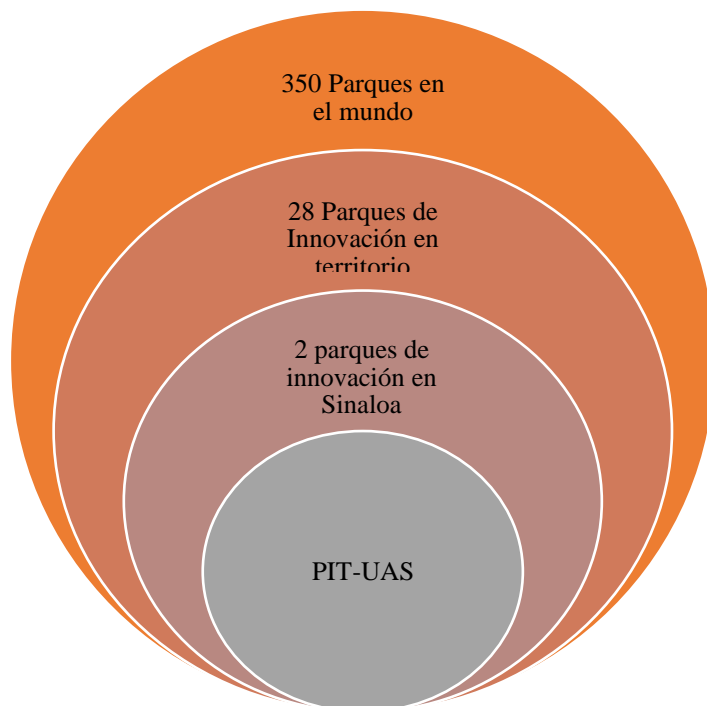 350 Parques en
el mundo
28 Parques de
Innovación en
territorio
2 parques de
innovación en
Sinaloa
PIT-UAS